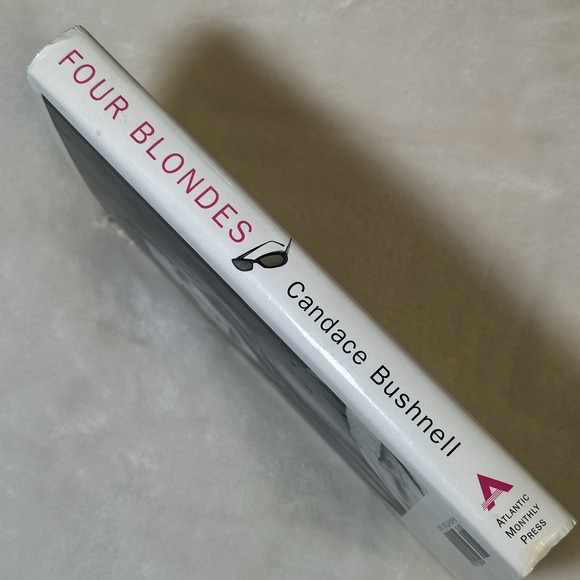 FOUR BLONDES
Candace Bushnell
ATLANTIC
MONTHLY
PRESS